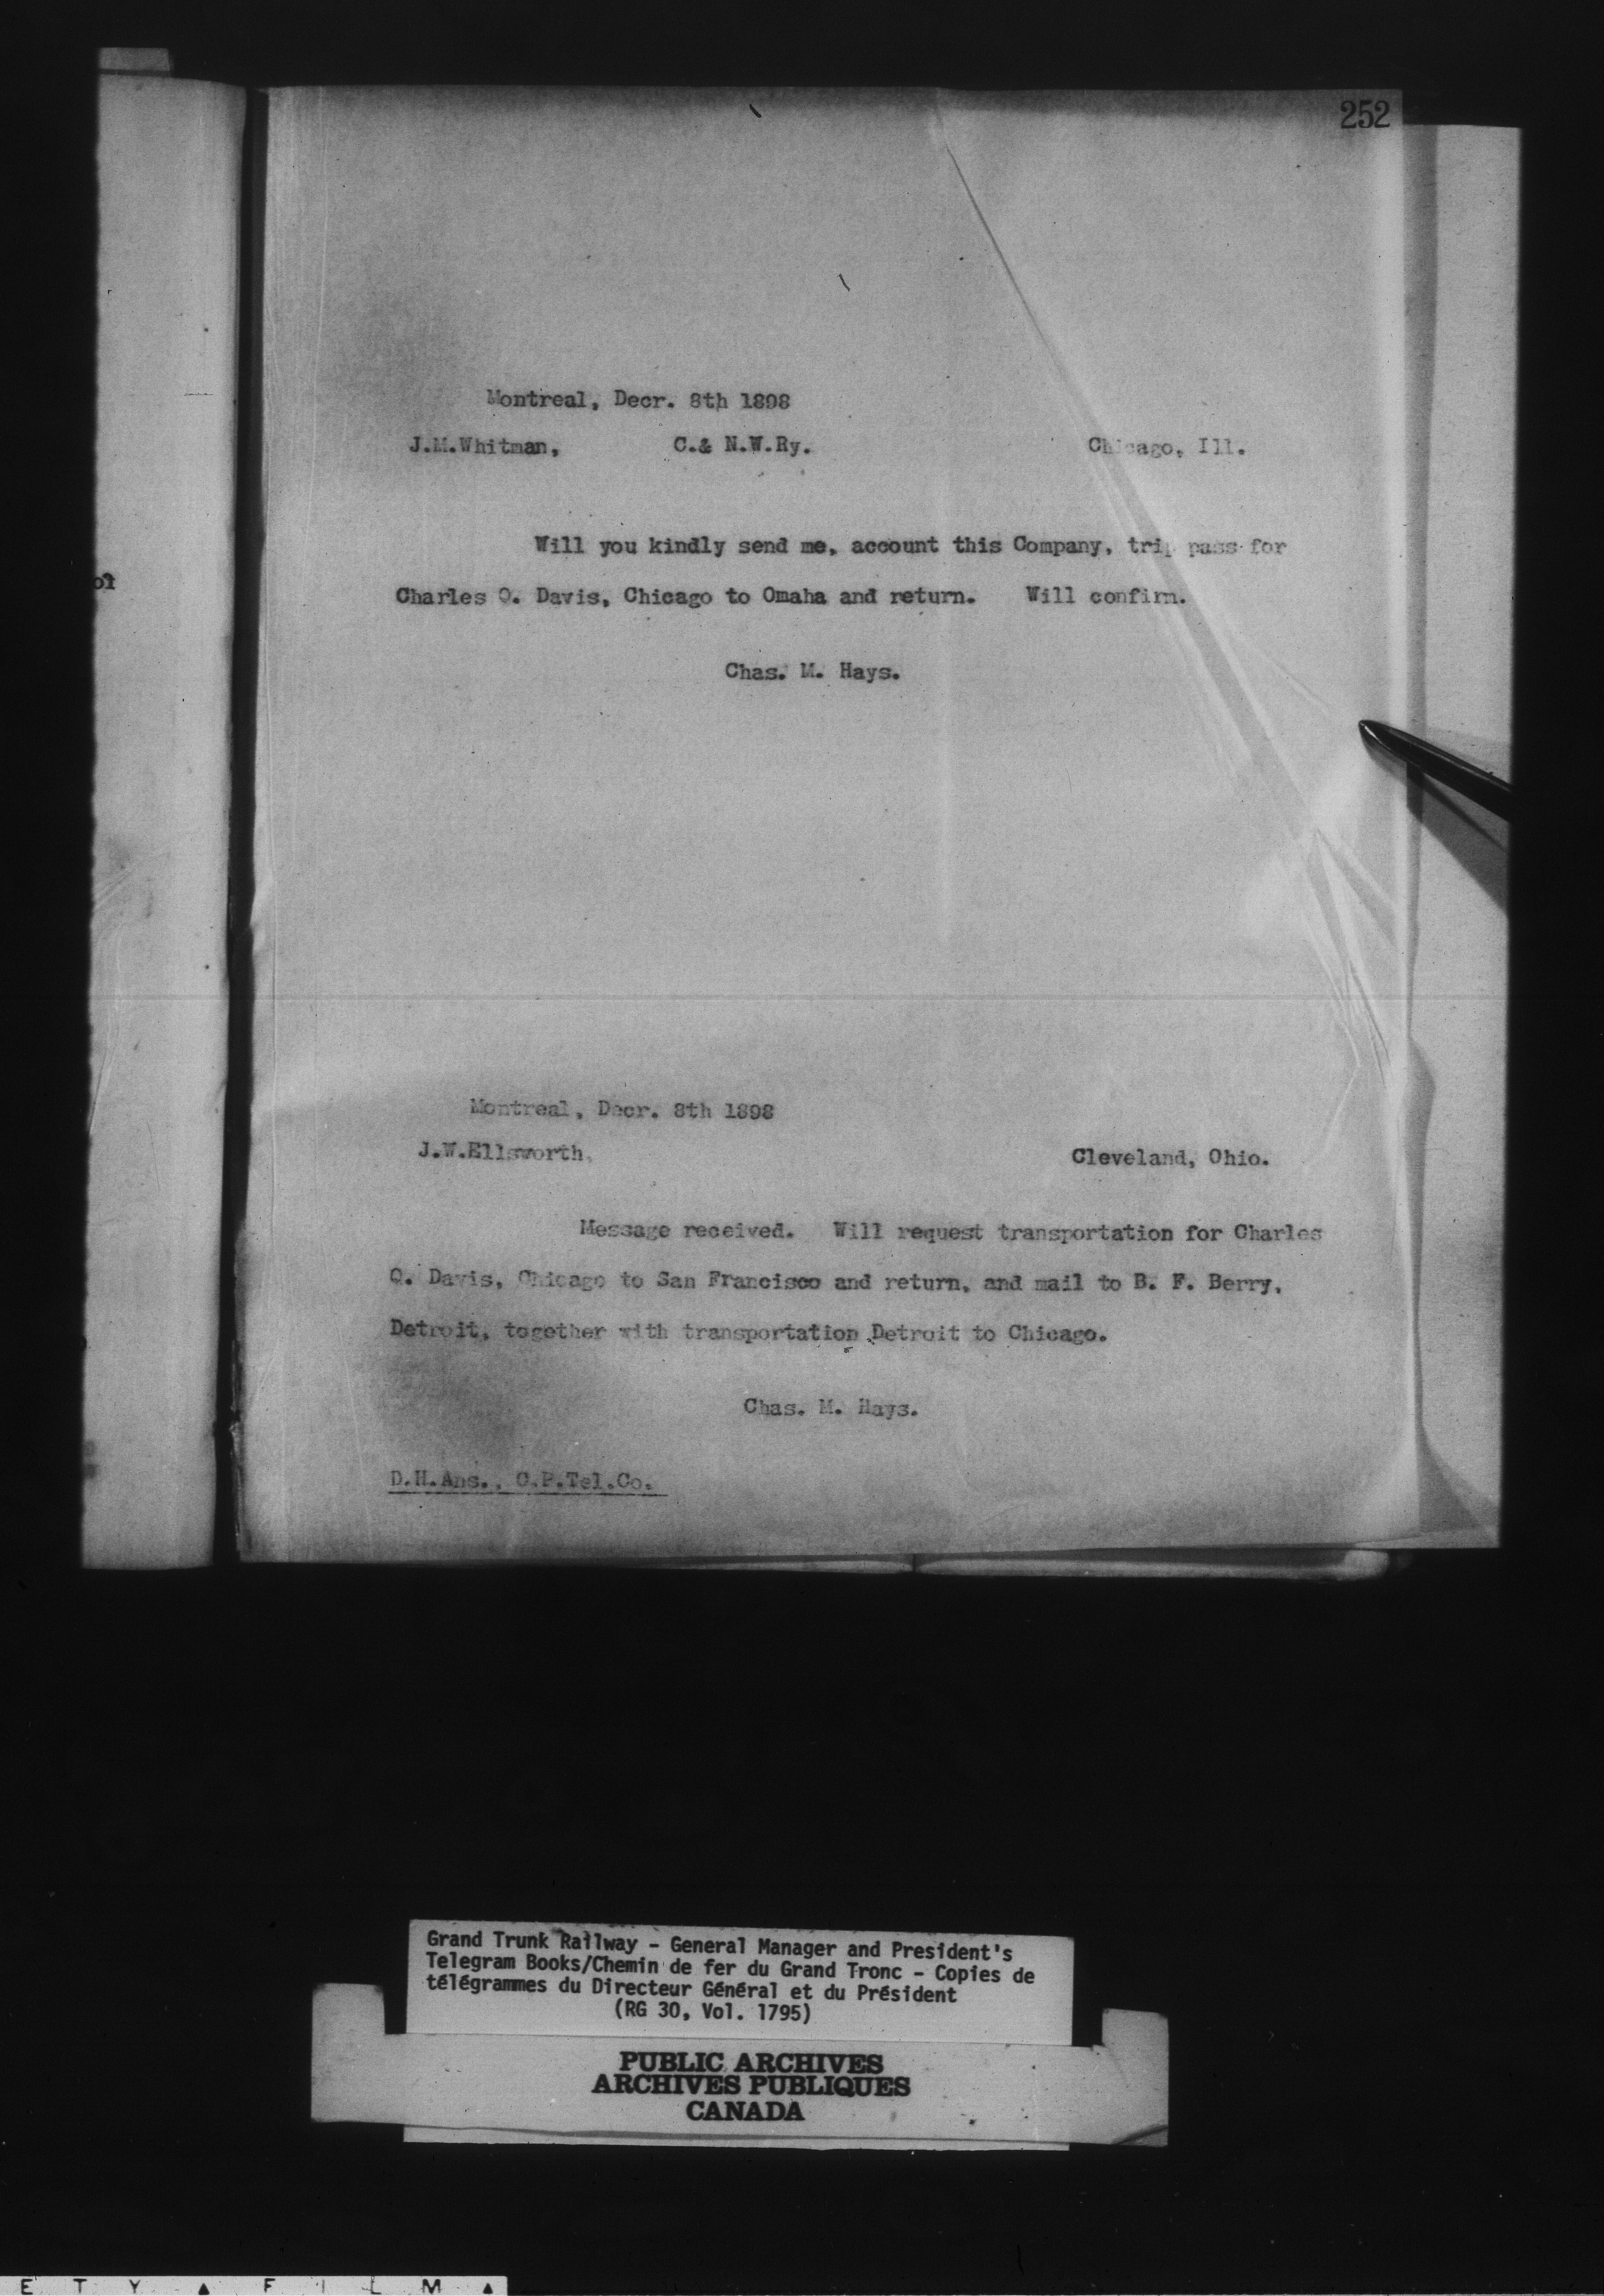 252
Montreal, Decr. 8th 1898
J.M.Whitman, C.& N.W.Ry. Chicago, Ill.
Will you kindly send me, account this Company, trip pass for
Charles Q. Davis, Chicago to Omaha and return. Will confirm.
Chas. M. Hays.
Montreal, Decr. 8th 1898
J.W.Ellsworth, Cleveland, Ohio.
Message received. Will request transportation for Charles
Q. Davis, Chicago to San Francisco and return, and mail to B. F. Berry,
Detroit, together with transportation Detroit to Chicago.
Chas. M. Hays.
D.H.Ans., C.P.Tel.Co.
Grand Trunk Railway - General Manager and President's
Telegram Books/Chemin de fer du Grand Tronc - Copies de
télégrammes du Directeur Général et du Président
(RG 30, Vol. 1795)
PUBLIC ARCHIVES
ARCHIVES PUBLIQUES
CANADA
E T Y ▲ F I L M ▲